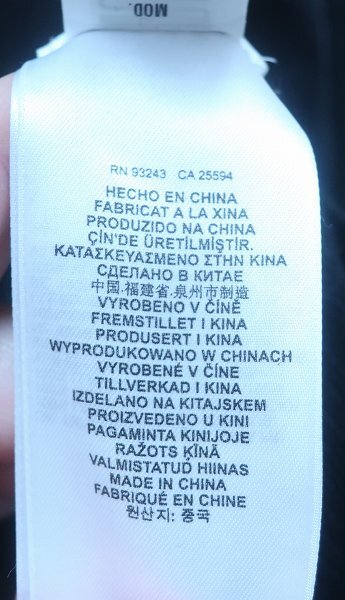 MOD.
RN 93243 CA 25594
HECHO EN CHINA
FABRICAT A LA XINA
PRODUZIDO NA CHINA
ÇİN'DE ÜRETİLMİŞTİR.
ΚΑΤΑΣΚΕΥΑΣΜΕΝΟ ΣΤΗΝ ΚΙΝΑ
СДЕЛАНО В КИТАЕ
中国.福建省.泉州市制造
VYROBENO V ČÍNĚ
FREMSTILLET I KINA
PRODUSERT I KINA
WYPRODUKOWANO W CHINACH
VYROBENÉ V ČÍNE
TILLVERKAD I KINA
IZDELANO NA KITAJSKEM
PROIZVEDENO U KINI
PAGAMINTA KINIJOJE
RAŽOTS ĶĪNĀ
VALMISTATUD HIINAS
MADE IN CHINA
FABRIQUÉ EN CHINE
원산지: 중국